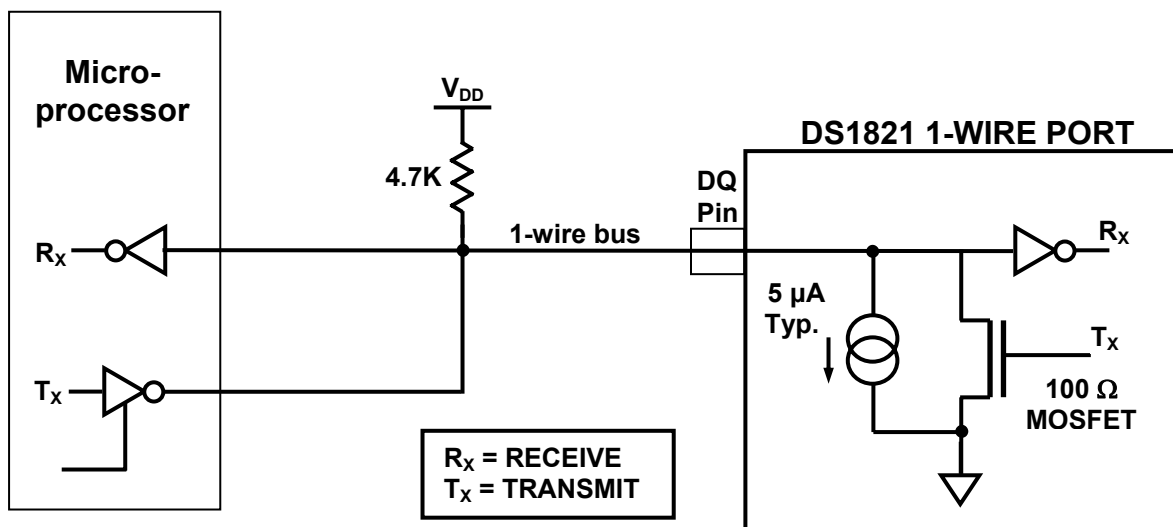 Micro-
processor
V_DD
4.7K
DS1821 1-WIRE PORT
DQ
Pin
1-wire bus
R_X
R_X
5 µA
Typ.
T_X
T_X
100 Ω
MOSFET
R_X = RECEIVE
T_X = TRANSMIT